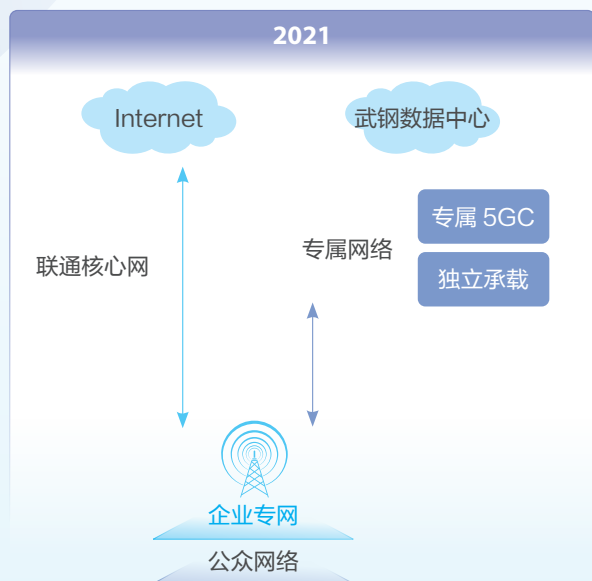 2021
Internet
武钢数据中心
联通核心网
专属网络
专属 5GC
独立承载
企业专网
公众网络